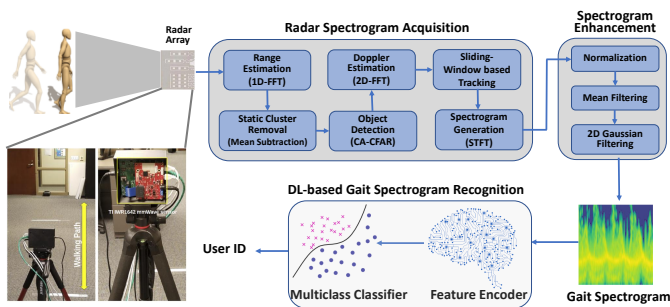 Radar
Array
Radar Spectrogram Acquisition
Range
Estimation
(1D-FFT)
Doppler
Estimation
(2D-FFT)
Sliding-
Window based
Tracking
Static Cluster
Removal
(Mean Subtraction)
Object
Detection
(CA-CFAR)
Spectrogram
Generation
(STFT)
Spectrogram
Enhancement
Normalization
Mean Filtering
2D Gaussian
Filtering
Walking Path
TI IWR1642 mmWave sensor
DL-based Gait Spectrogram Recognition
User ID
Multiclass Classifier
Feature Encoder
Gait Spectrogram